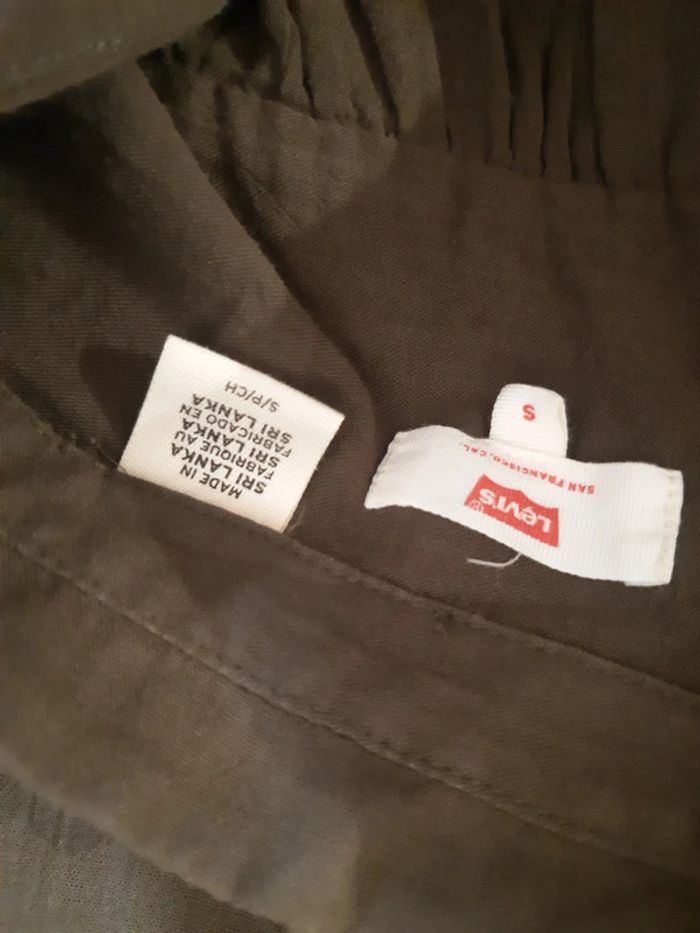 MADE IN
SRI LANKA
FABRIQUE AU
SRI LANKA
FABRICADO EN
SRI LANKA
S/P/CH
LEVI'S®
SAN FRANCISCO, CAL.
S